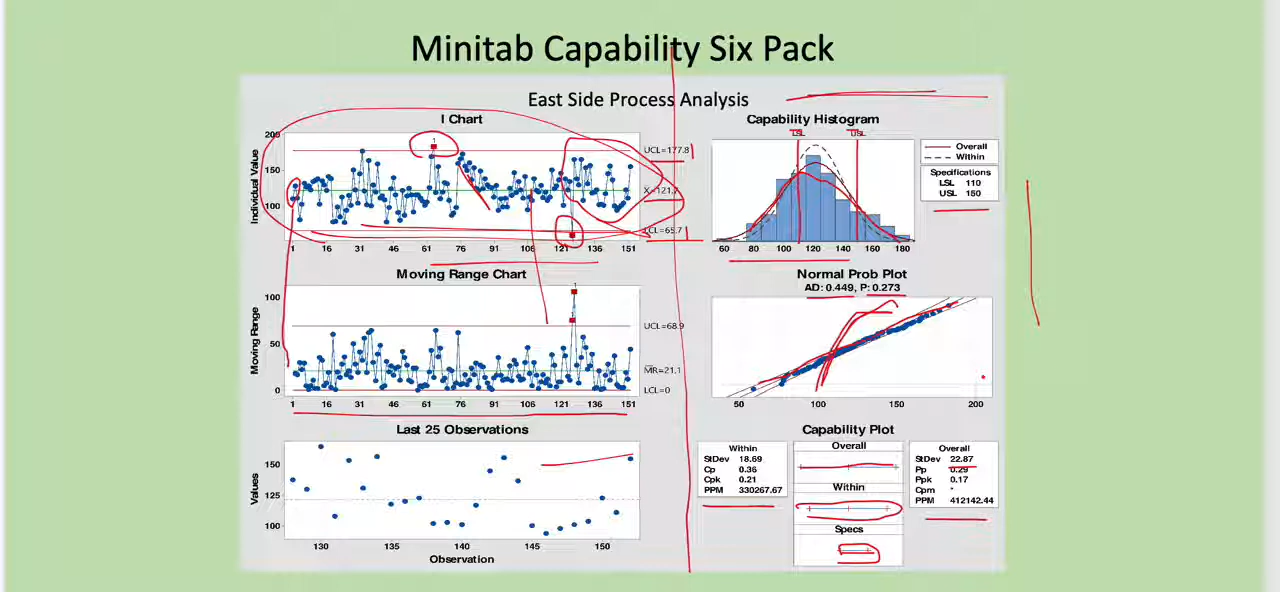 Minitab Capability Six Pack
East Side Process Analysis
I Chart
Individual Value
200
150
100
1
UCL=177.8
X=121.7
LCL=65.7
1 16 31 46 61 76 91 106 121 136 151
Moving Range Chart
Moving Range
100
50
0
1
UCL=68.9
MR=21.1
LCL=0
1 16 31 46 61 76 91 106 121 136 151
Last 25 Observations
Values
150
125
100
130 135 140 145 150
Observation
Capability Histogram
LSL USL
60 80 100 120 140 160 180
Overall
Within
Specifications
LSL 110
USL 150
Normal Prob Plot
AD: 0.449, P: 0.273
50 100 150 200
Capability Plot
Within
StDev 18.69
Cp 0.36
Cpk 0.21
PPM 330267.67
Overall
Within
Specs
Overall
StDev 22.87
Pp 0.29
Ppk 0.17
Cpm *
PPM 412142.44